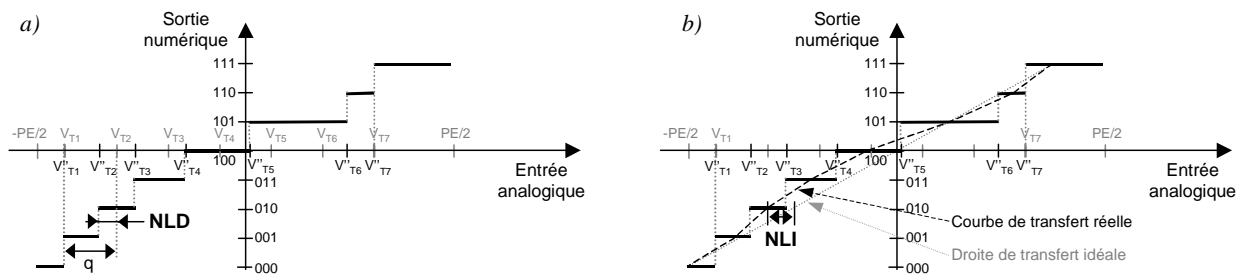 a)
Sortie
numérique
111
110
101
-PE/2 V_T1 V_T2 V_T3 V_T4 V_T5 V_T6 V_T7 PE/2
100
V''_T1 V''_T2 V''_T3 V''_T4 V''_T5 V''_T6 V''_T7
Entrée
analogique
011
010
NLD
001
q
000
b)
Sortie
numérique
111
110
101
-PE/2 V_T1 V_T7 PE/2
100
V''_T1 V''_T2 V''_T3 V''_T4 V''_T5 V''_T6 V''_T7
Entrée
analogique
011
010
NLI
001
000
Courbe de transfert réelle
Droite de transfert idéale